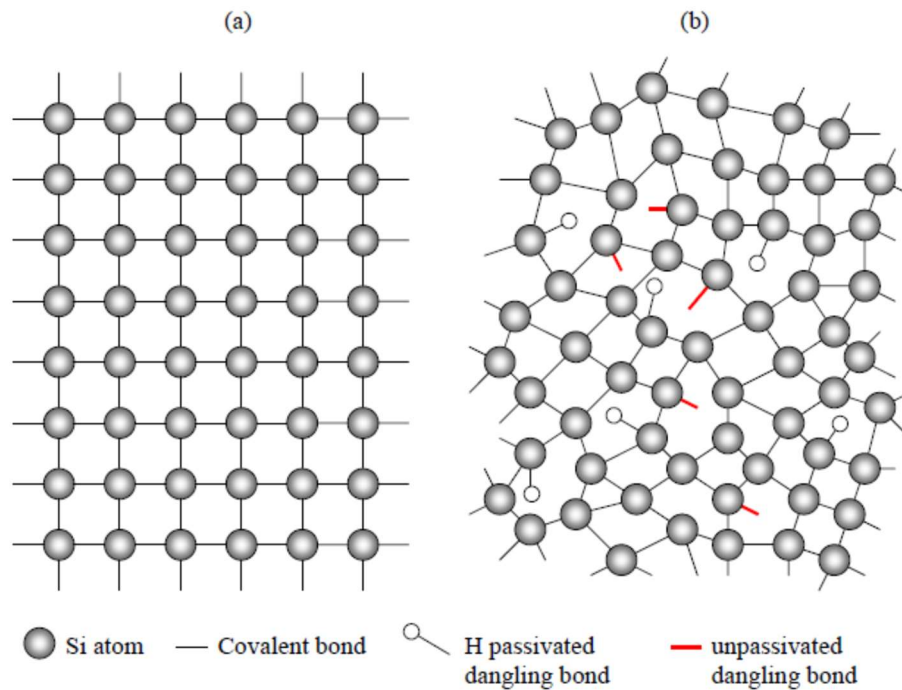 (a)
(b)
Si atom
Covalent bond
H passivated
dangling bond
unpassivated
dangling bond